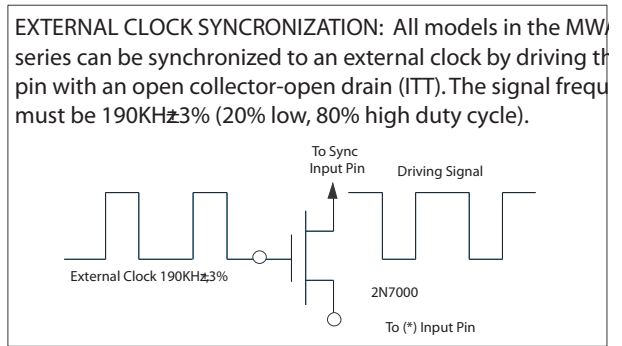 EXTERNAL CLOCK SYNCRONIZATION: All models in the MWA
series can be synchronized to an external clock by driving th
pin with an open collector-open drain (ITT). The signal frequ
must be 190KHz±3% (20% low, 80% high duty cycle).
To Sync
Input Pin
Driving Signal
External Clock 190KHz±3%
2N7000
To (*) Input Pin